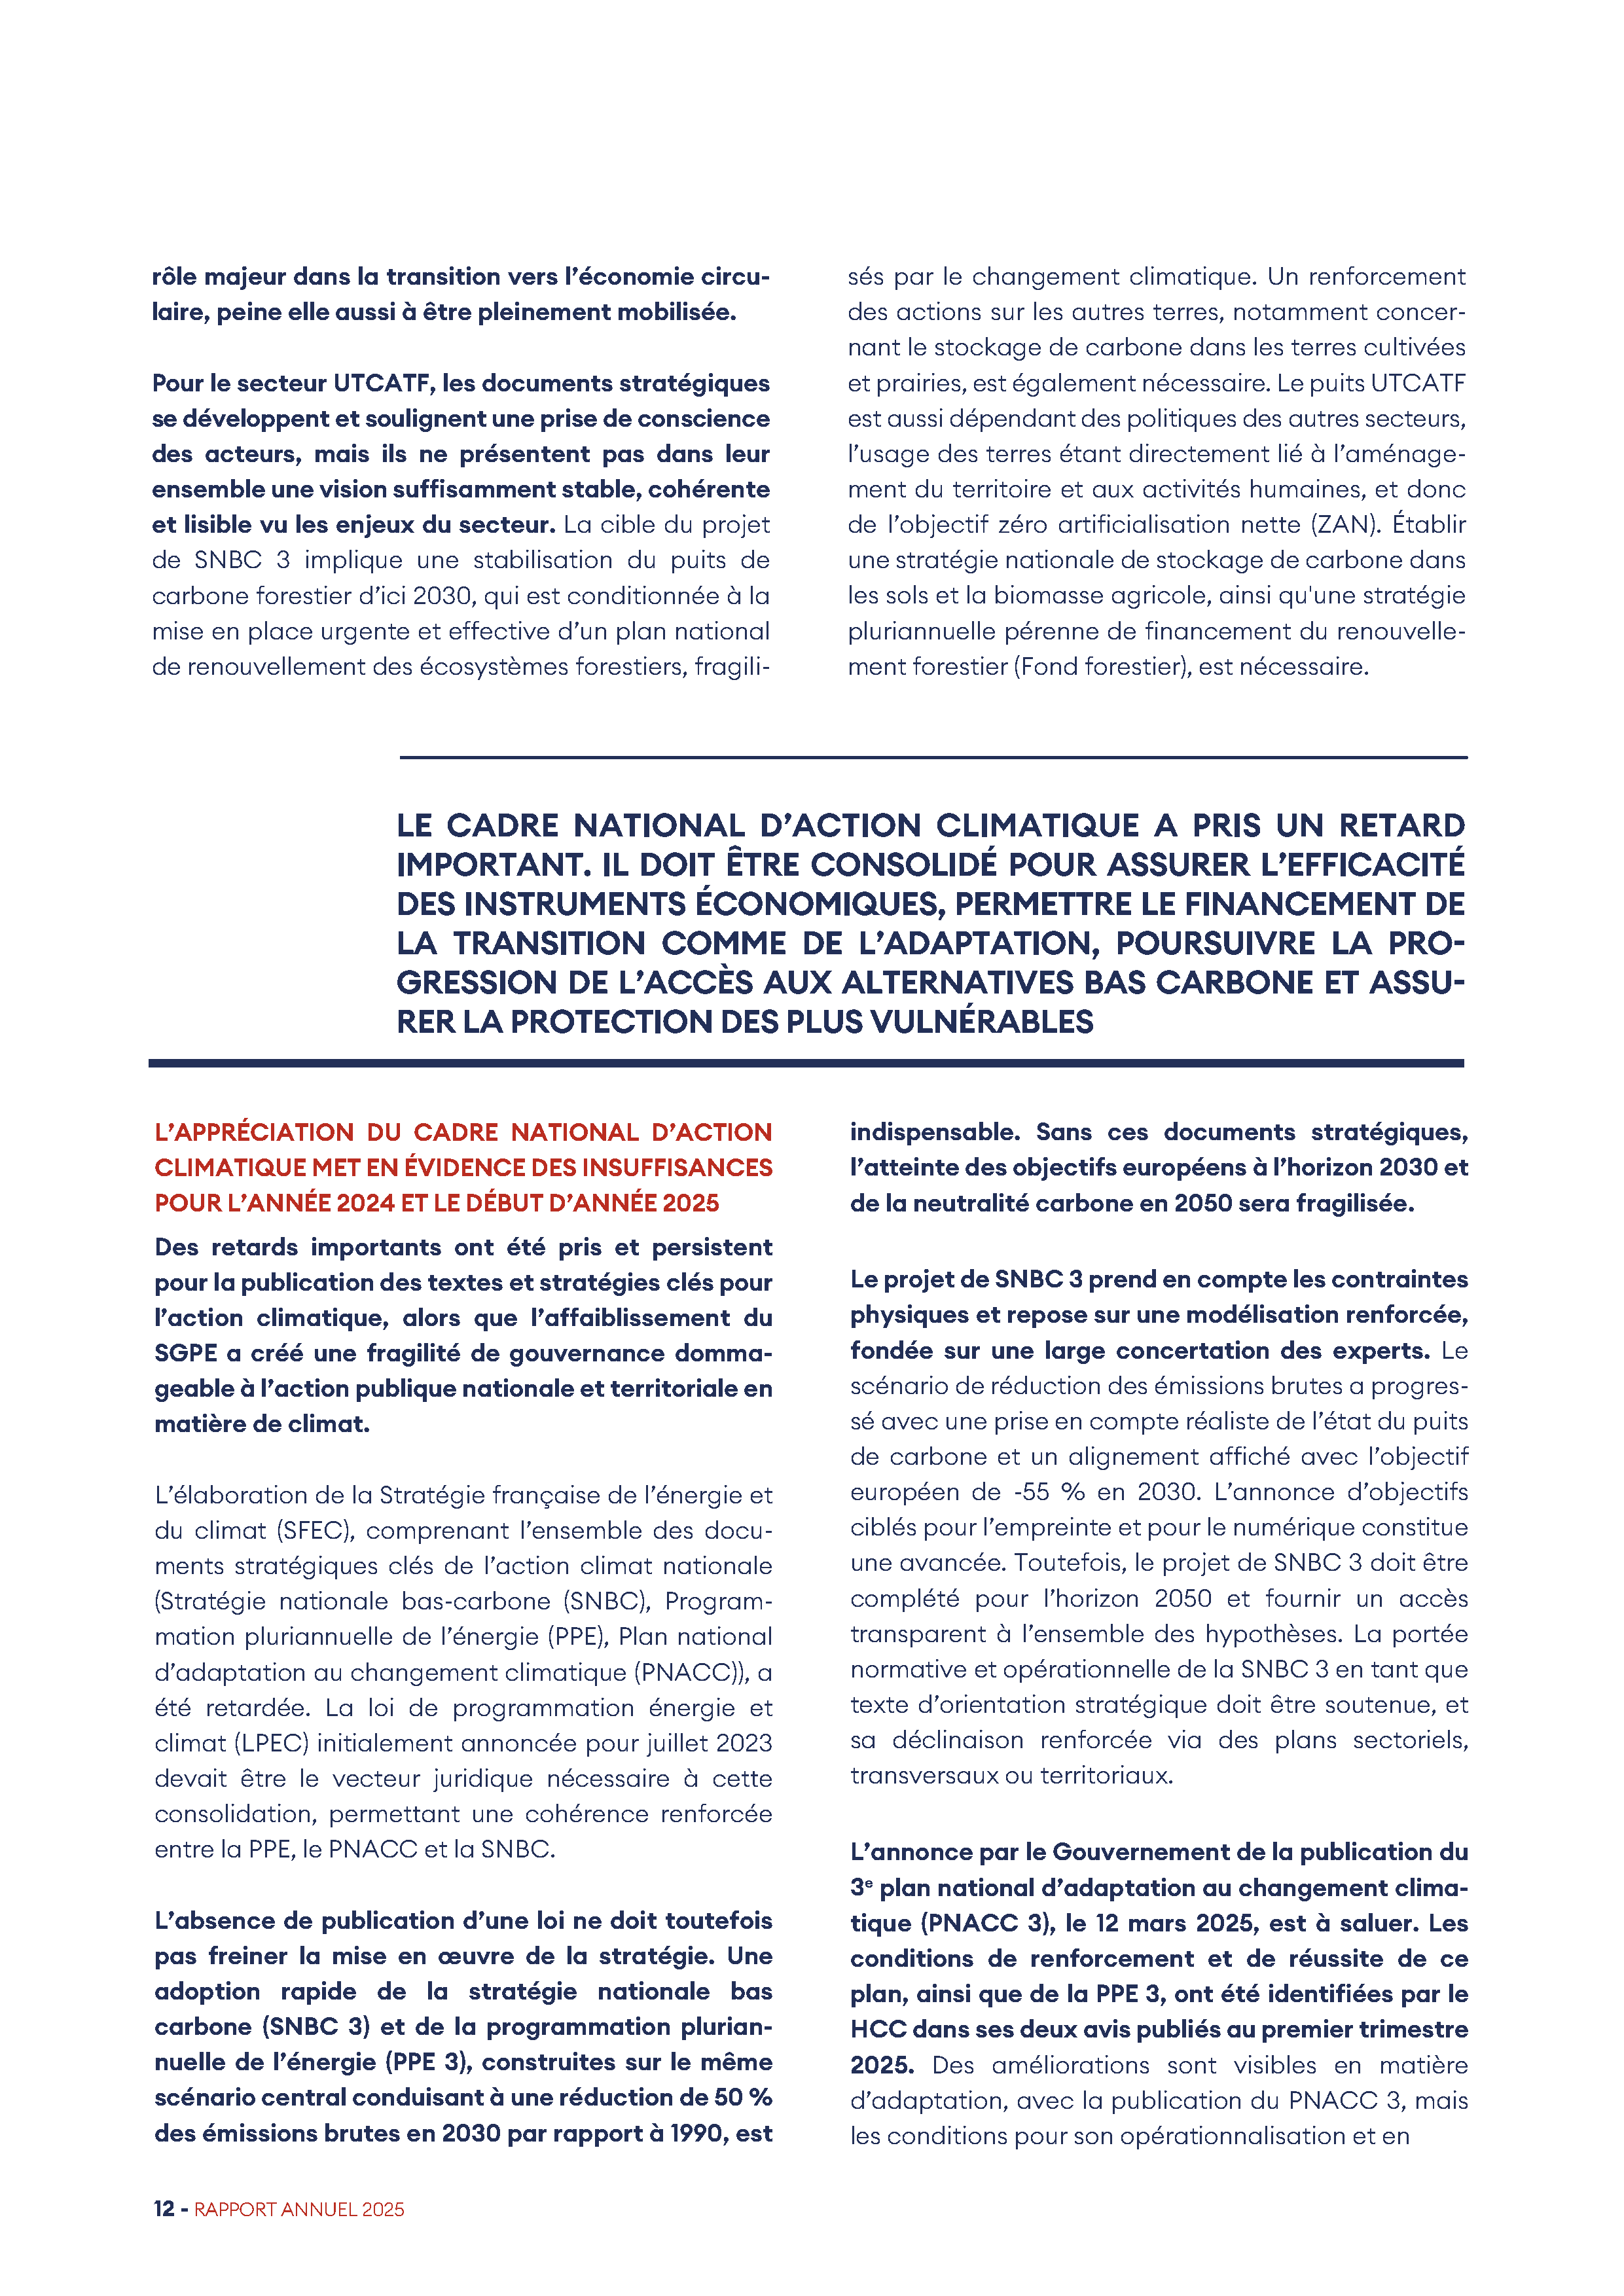 rôle majeur dans la transition vers l’économie circu-
laire, peine elle aussi à être pleinement mobilisée.
Pour le secteur UTCATF, les documents stratégiques
se développent et soulignent une prise de conscience
des acteurs, mais ils ne présentent pas dans leur
ensemble une vision suffisamment stable, cohérente
et lisible vu les enjeux du secteur. La cible du projet
de SNBC 3 implique une stabilisation du puits de
carbone forestier d’ici 2030, qui est conditionnée à la
mise en place urgente et effective d’un plan national
de renouvellement des écosystèmes forestiers, fragili-
sés par le changement climatique. Un renforcement
des actions sur les autres terres, notamment concer-
nant le stockage de carbone dans les terres cultivées
et prairies, est également nécessaire. Le puits UTCATF
est aussi dépendant des politiques des autres secteurs,
l’usage des terres étant directement lié à l’aménage-
ment du territoire et aux activités humaines, et donc
de l’objectif zéro artificialisation nette (ZAN). Établir
une stratégie nationale de stockage de carbone dans
les sols et la biomasse agricole, ainsi qu'une stratégie
pluriannuelle pérenne de financement du renouvelle-
ment forestier (Fond forestier), est nécessaire.
LE CADRE NATIONAL D’ACTION CLIMATIQUE A PRIS UN RETARD
IMPORTANT. IL DOIT ÊTRE CONSOLIDÉ POUR ASSURER L’EFFICACITÉ
DES INSTRUMENTS ÉCONOMIQUES, PERMETTRE LE FINANCEMENT DE
LA TRANSITION COMME DE L’ADAPTATION, POURSUIVRE LA PRO-
GRESSION DE L’ACCÈS AUX ALTERNATIVES BAS CARBONE ET ASSU-
RER LA PROTECTION DES PLUS VULNÉRABLES
L’APPRÉCIATION DU CADRE NATIONAL D’ACTION
CLIMATIQUE MET EN ÉVIDENCE DES INSUFFISANCES
POUR L’ANNÉE 2024 ET LE DÉBUT D’ANNÉE 2025
Des retards importants ont été pris et persistent
pour la publication des textes et stratégies clés pour
l’action climatique, alors que l’affaiblissement du
SGPE a créé une fragilité de gouvernance domma-
geable à l’action publique nationale et territoriale en
matière de climat.
L’élaboration de la Stratégie française de l’énergie et
du climat (SFEC), comprenant l’ensemble des docu-
ments stratégiques clés de l’action climat nationale
(Stratégie nationale bas-carbone (SNBC), Program-
mation pluriannuelle de l’énergie (PPE), Plan national
d’adaptation au changement climatique (PNACC)), a
été retardée. La loi de programmation énergie et
climat (LPEC) initialement annoncée pour juillet 2023
devait être le vecteur juridique nécessaire à cette
consolidation, permettant une cohérence renforcée
entre la PPE, le PNACC et la SNBC.
L’absence de publication d’une loi ne doit toutefois
pas freiner la mise en œuvre de la stratégie. Une
adoption rapide de la stratégie nationale bas
carbone (SNBC 3) et de la programmation plurian-
nuelle de l’énergie (PPE 3), construites sur le même
scénario central conduisant à une réduction de 50 %
des émissions brutes en 2030 par rapport à 1990, est
indispensable. Sans ces documents stratégiques,
l’atteinte des objectifs européens à l’horizon 2030 et
de la neutralité carbone en 2050 sera fragilisée.
Le projet de SNBC 3 prend en compte les contraintes
physiques et repose sur une modélisation renforcée,
fondée sur une large concertation des experts. Le
scénario de réduction des émissions brutes a progres-
sé avec une prise en compte réaliste de l’état du puits
de carbone et un alignement affiché avec l’objectif
européen de -55 % en 2030. L’annonce d’objectifs
ciblés pour l’empreinte et pour le numérique constitue
une avancée. Toutefois, le projet de SNBC 3 doit être
complété pour l’horizon 2050 et fournir un accès
transparent à l’ensemble des hypothèses. La portée
normative et opérationnelle de la SNBC 3 en tant que
texte d’orientation stratégique doit être soutenue, et
sa déclinaison renforcée via des plans sectoriels,
transversaux ou territoriaux.
L’annonce par le Gouvernement de la publication du
3e plan national d’adaptation au changement clima-
tique (PNACC 3), le 12 mars 2025, est à saluer. Les
conditions de renforcement et de réussite de ce
plan, ainsi que de la PPE 3, ont été identifiées par le
HCC dans ses deux avis publiés au premier trimestre
2025. Des améliorations sont visibles en matière
d’adaptation, avec la publication du PNACC 3, mais
les conditions pour son opérationnalisation et en
12 - RAPPORT ANNUEL 2025